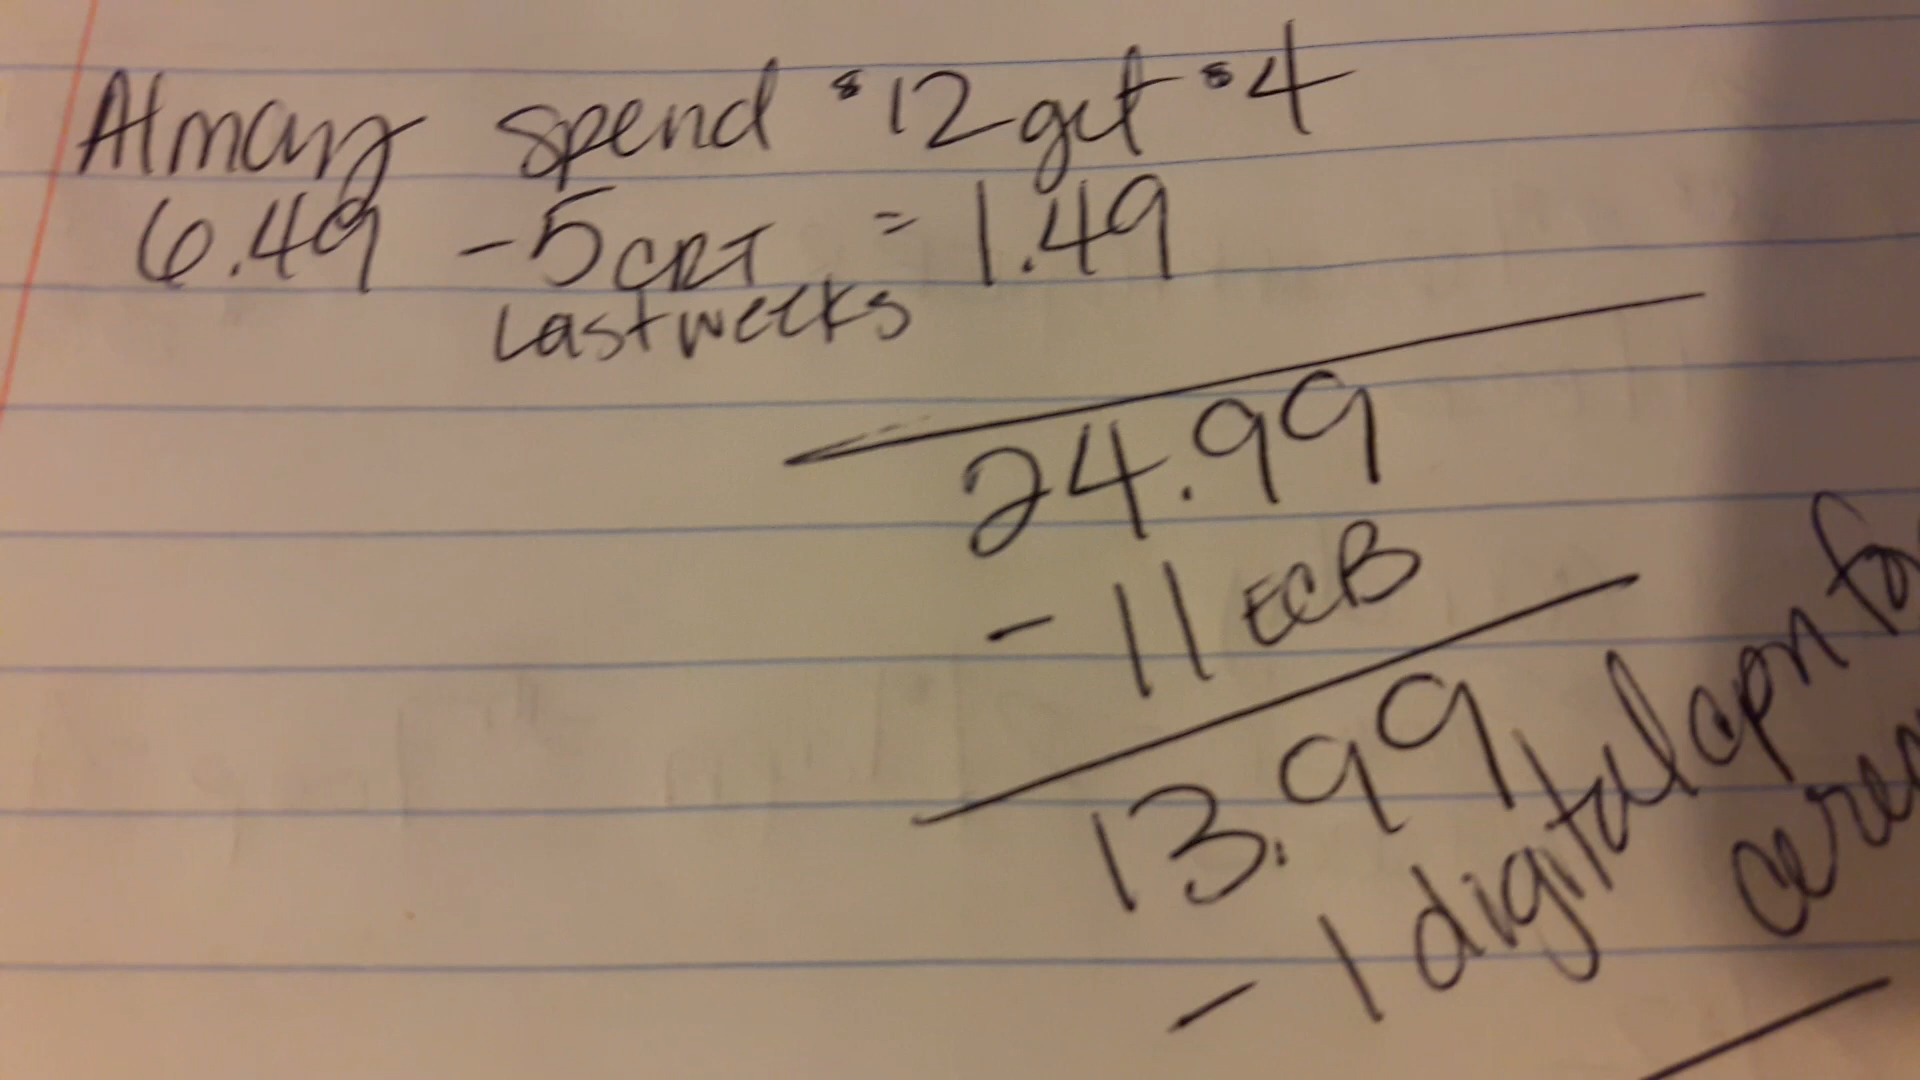 Almay spend $12 get $4
6.49 -5 CRT = 1.49
Last weeks
24.99
- 11 ECB
13.99
- 1 digital cpn